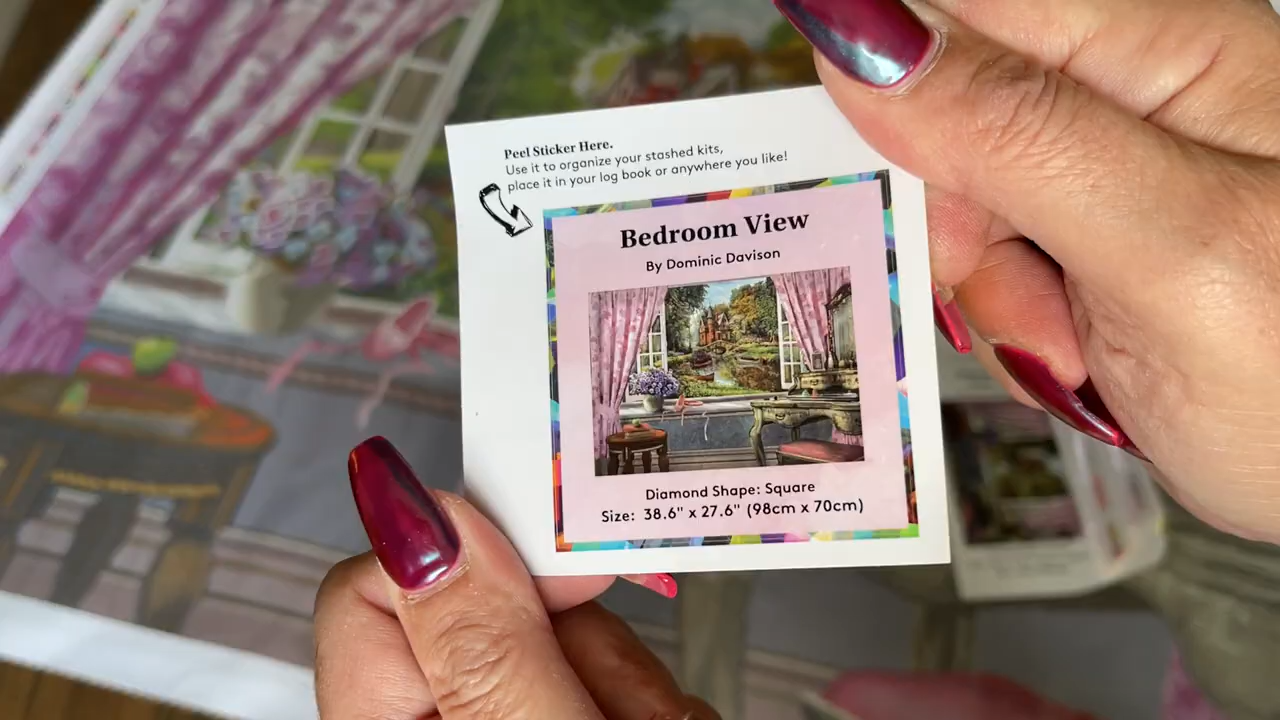 Peel Sticker Here.
Use it to organize your stashed kits,
place it in your log book or anywhere you like!
Bedroom View
By Dominic Davison
Diamond Shape: Square
Size: 38.6" x 27.6" (98cm x 70cm)